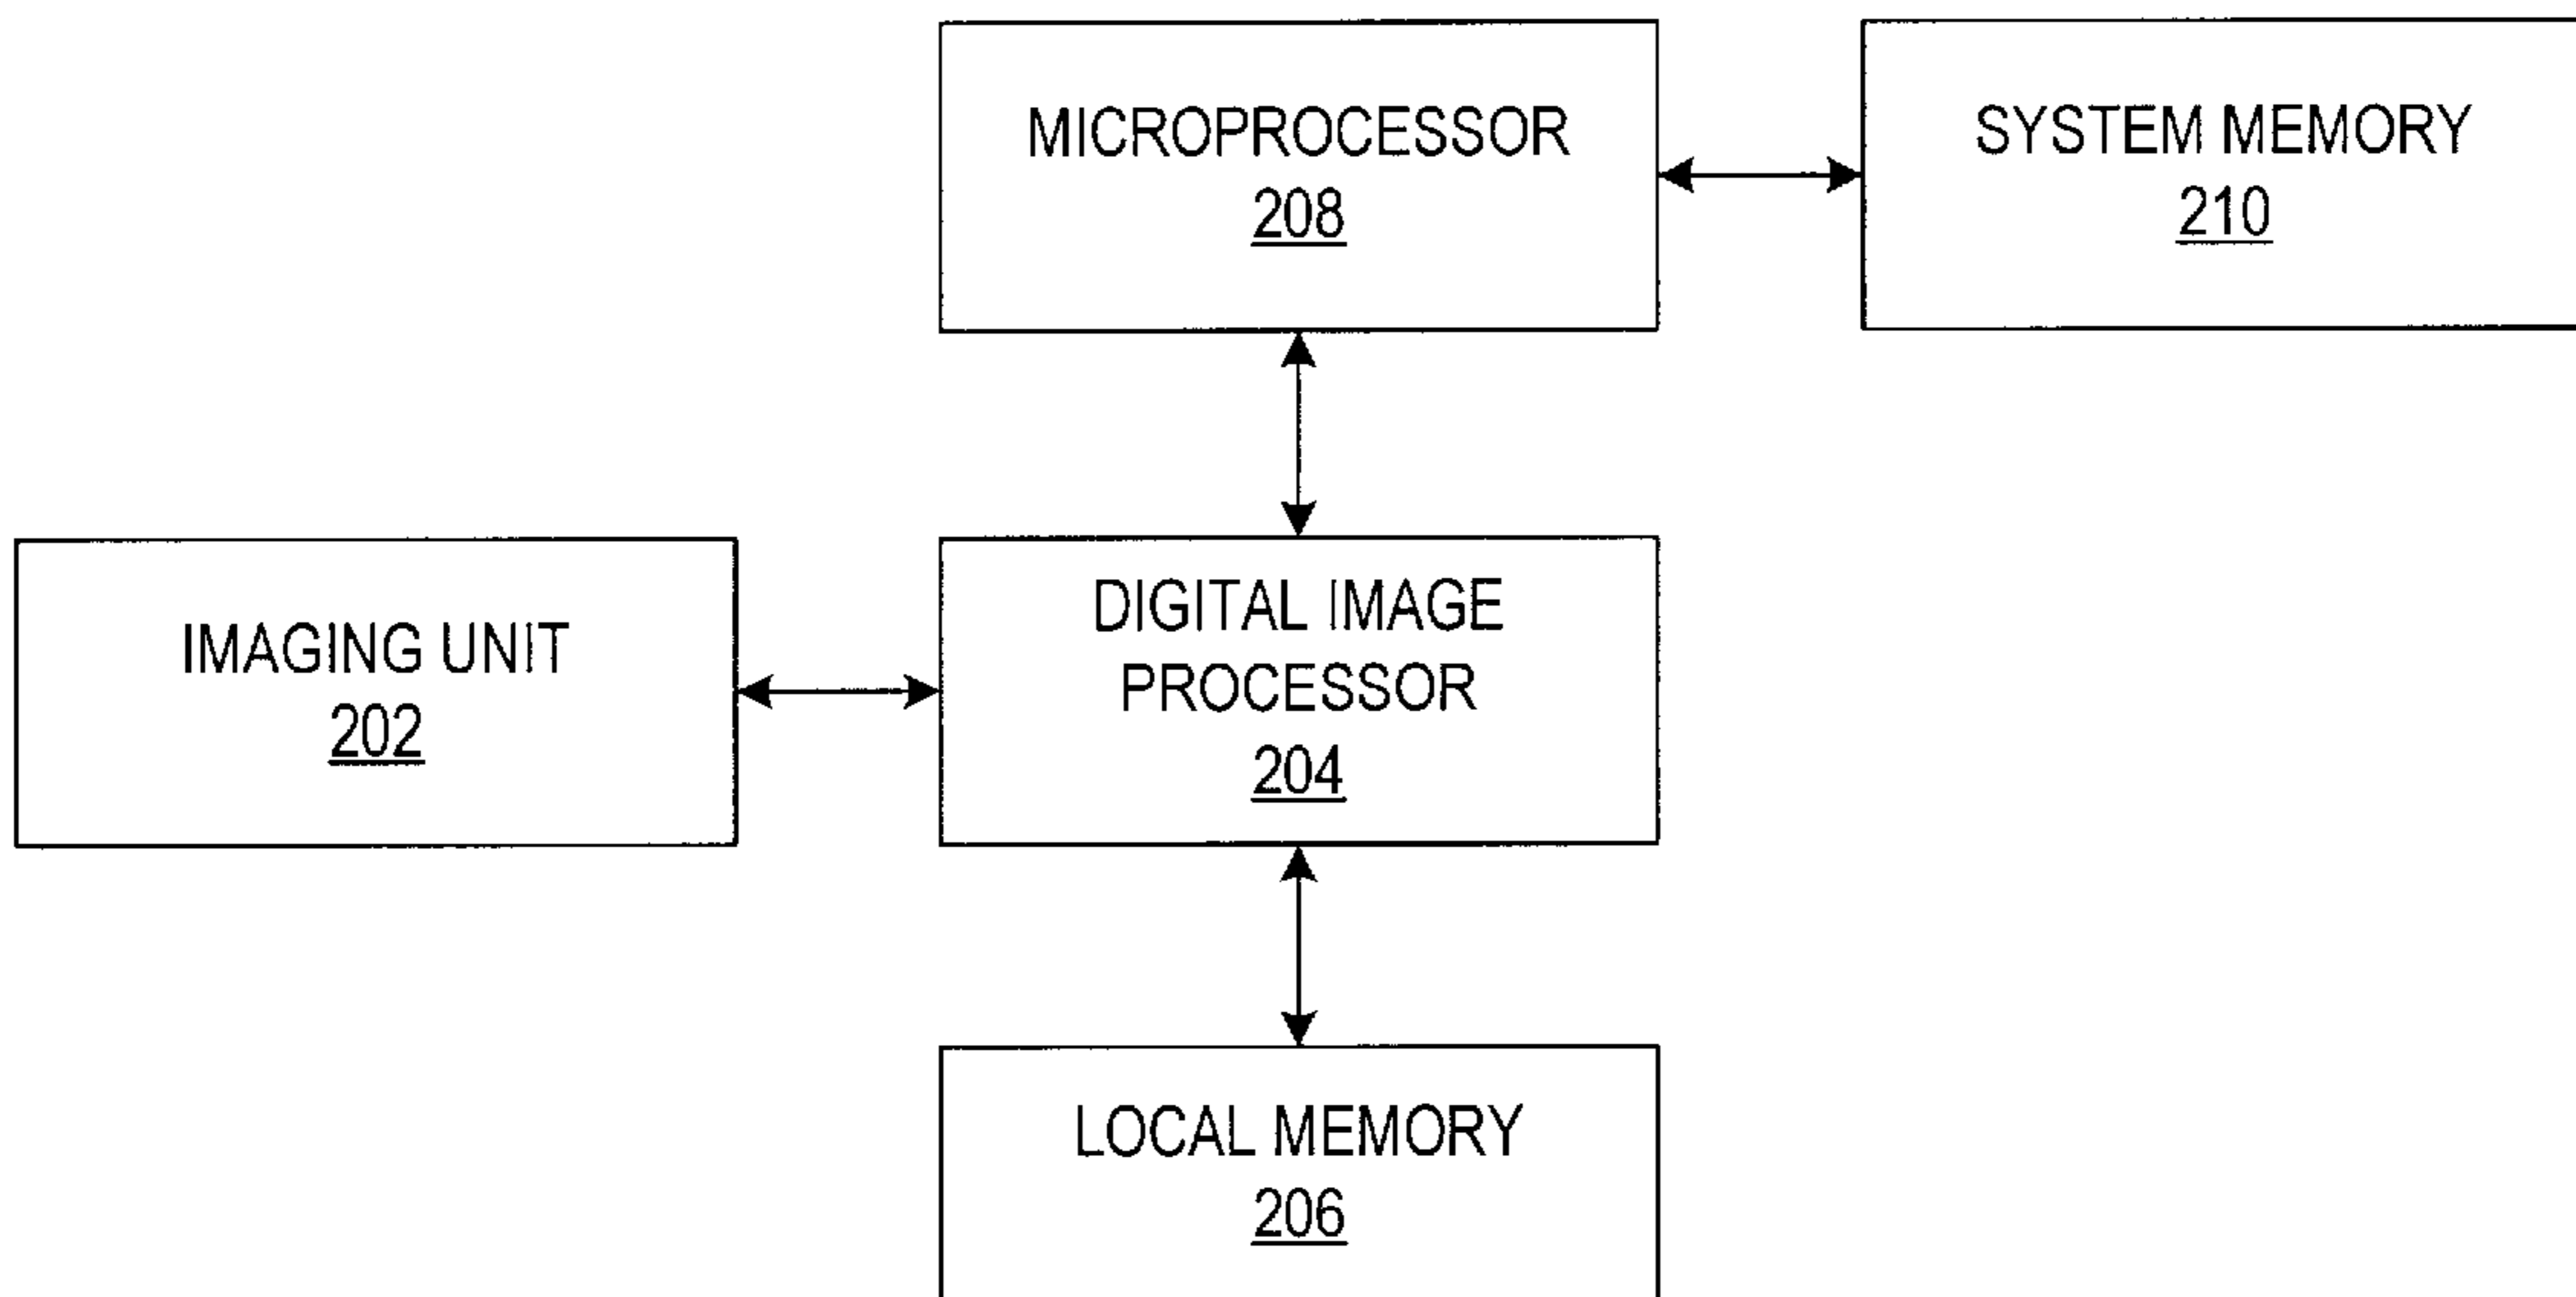 MICROPROCESSOR
208
SYSTEM MEMORY
210
IMAGING UNIT
202
DIGITAL IMAGE
PROCESSOR
204
LOCAL MEMORY
206